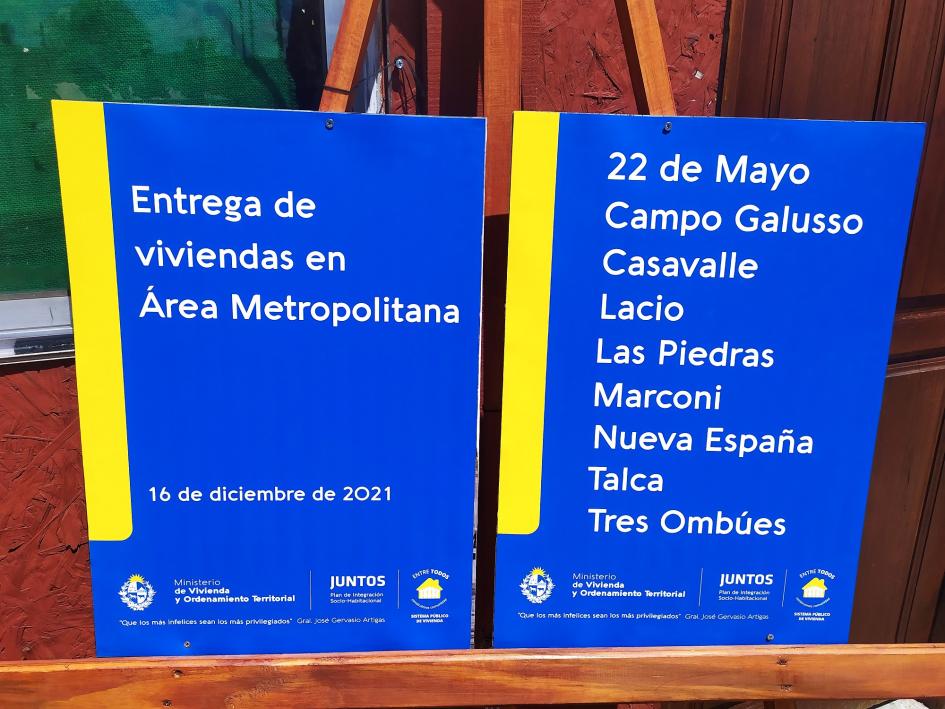 Entrega de
viviendas en
Área Metropolitana
16 de diciembre de 2021
Ministerio
de Vivienda
y Ordenamiento Territorial
JUNTOS
Plan de Integración
Socio-Habitacional
ENTRE TODOS
SISTEMA PÚBLICO
DE VIVIENDA
"Que los más infelices sean los más privilegiados" Gral. José Gervasio Artigas
22 de Mayo
Campo Galusso
Casavalle
Lacio
Las Piedras
Marconi
Nueva España
Talca
Tres Ombúes
Ministerio
de Vivienda
y Ordenamiento Territorial
JUNTOS
Plan de Integración
Socio-Habitacional
ENTRE TODOS
SISTEMA PÚBLICO
DE VIVIENDA
"Que los más infelices sean los más privilegiados" Gral. José Gervasio Artigas